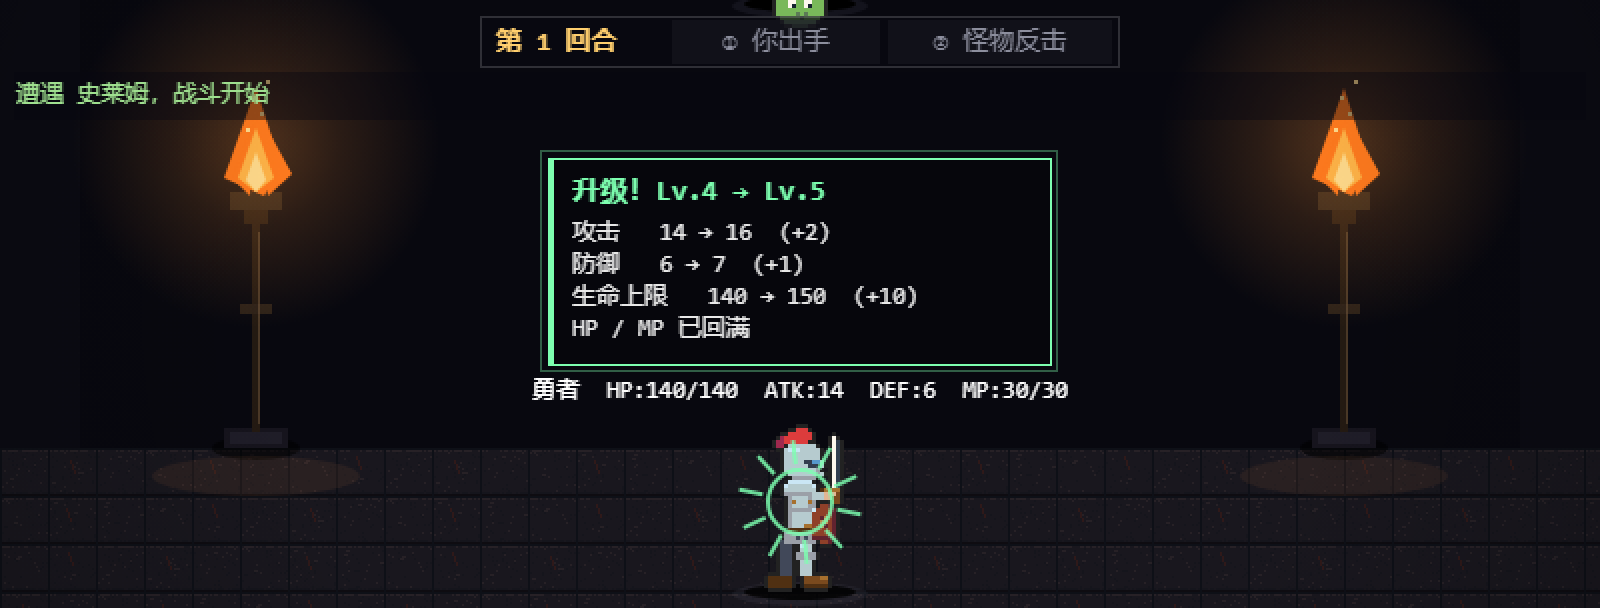 第 1 回合 ① 你出手 ② 怪物反击
遭遇 史莱姆, 战斗开始
升级! Lv.4 → Lv.5
攻击 14 → 16 (+2)
防御 6 → 7 (+1)
生命上限 140 → 150 (+10)
HP / MP 已回满
勇者 HP:140/140 ATK:14 DEF:6 MP:30/30